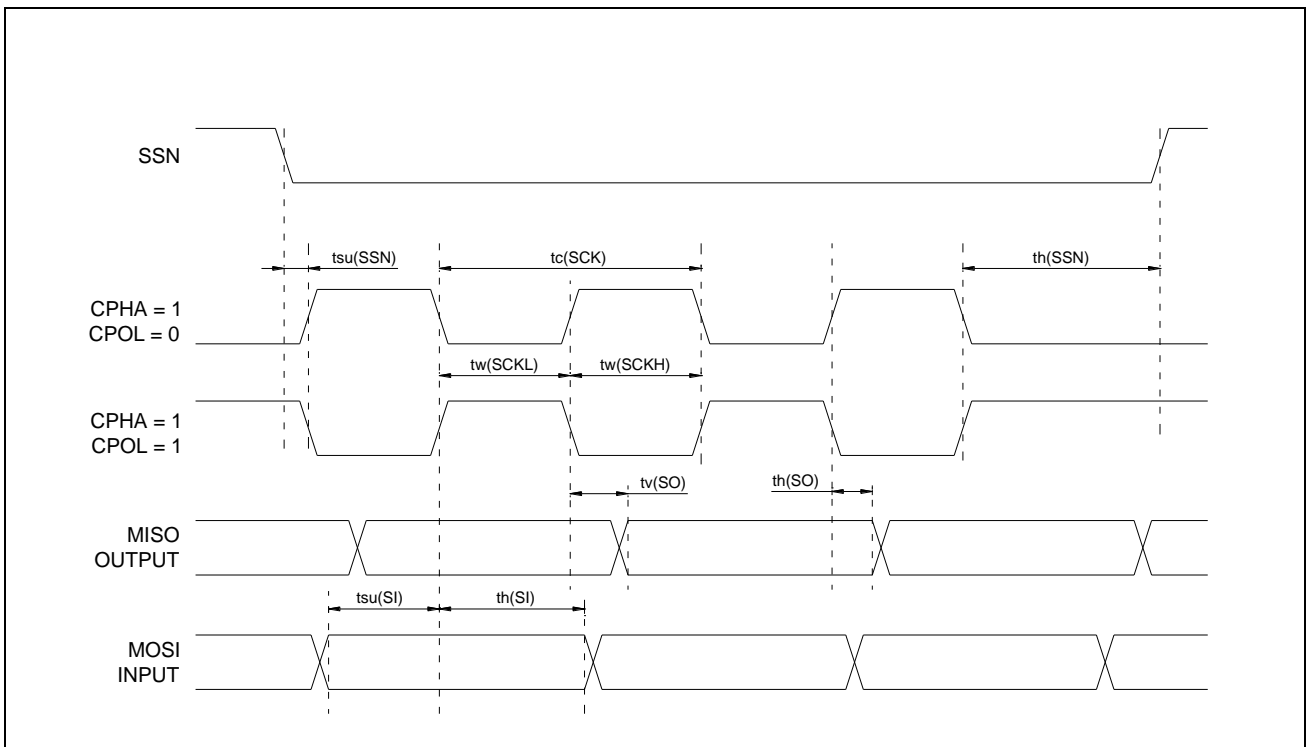 SSN
tsu(SSN)
tc(SCK)
th(SSN)
CPHA = 1
CPOL = 0
tw(SCKL)
tw(SCKH)
CPHA = 1
CPOL = 1
tv(SO)
th(SO)
MISO
OUTPUT
tsu(SI)
th(SI)
MOSI
INPUT